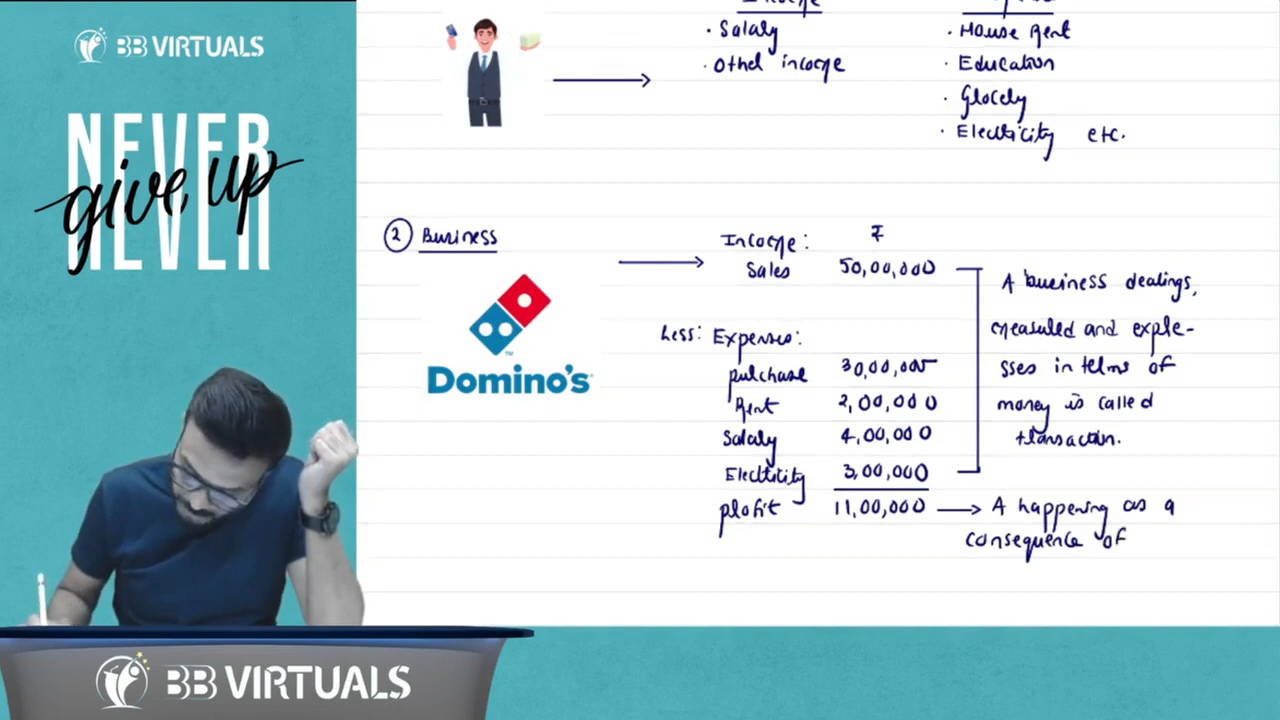 BB VIRTUALS
NEVER
give up
NEVER
Income
· Salary
· Other income
· House Rent
· Education
· Grocery
· Electricity etc.
② Business
Domino's
TM
Income: ₹
Sales 50,00,000
Less: Expenses:
purchase 30,00,000
Rent 2,00,000
Salary 4,00,000
Electricity 3,00,000
profit 11,00,000 → A happening as a
consequence of
A business dealings,
measured and expre-
sses in terms of
money is called
transaction.
BB VIRTUALS